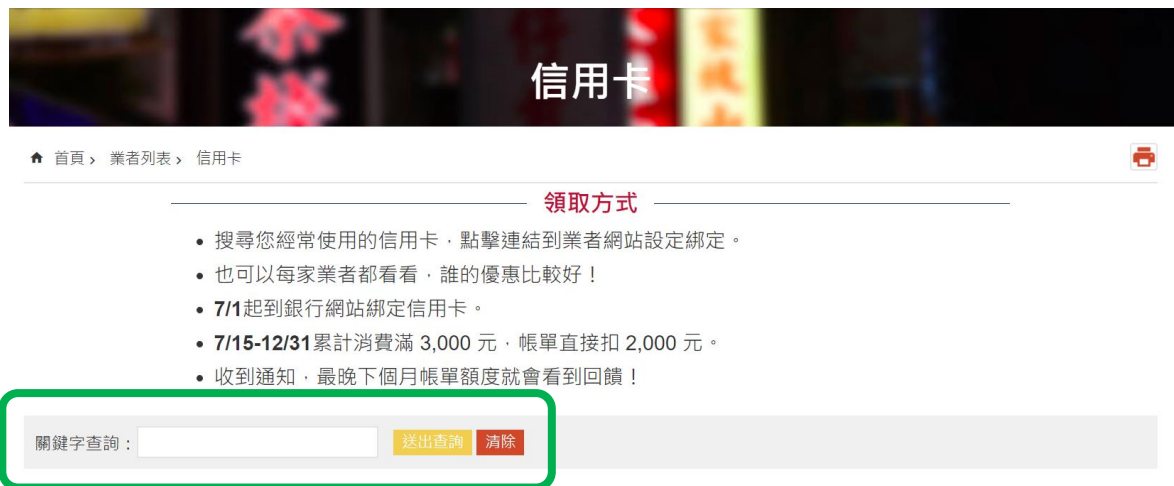 信用卡
首頁 › 業者列表 › 信用卡
領取方式
• 搜尋您經常使用的信用卡，點擊連結到業者網站設定綁定。
• 也可以每家業者都看看，誰的優惠比較好！
• 7/1起到銀行網站綁定信用卡。
• 7/15-12/31累計消費滿 3,000 元，帳單直接扣 2,000 元。
• 收到通知，最晚下個月帳單額度就會看到回饋！
關鍵字查詢： 送出查詢 清除